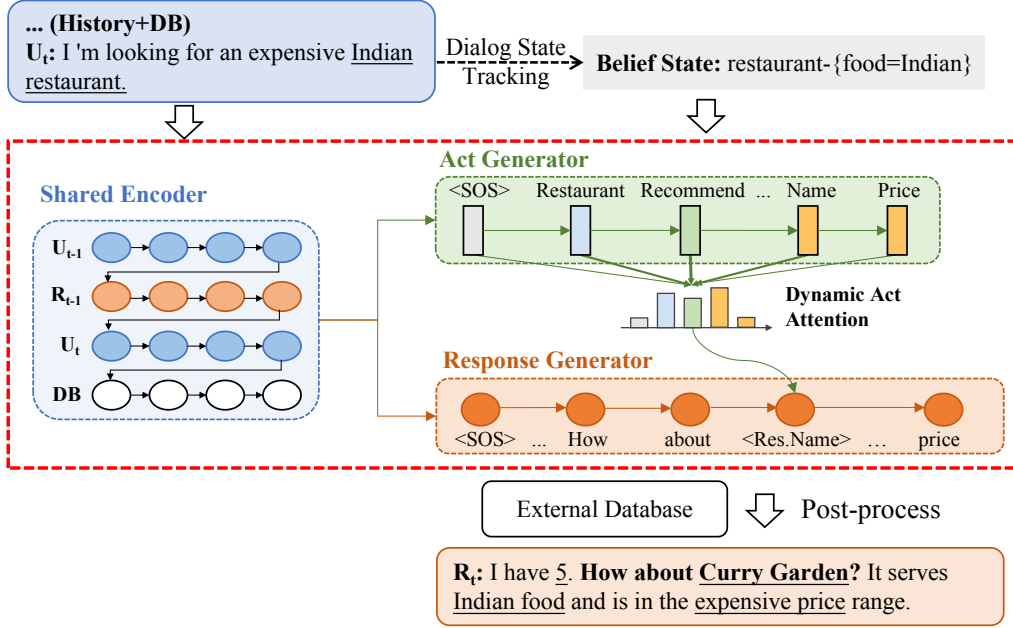 ... (History+DB)
Ut: I 'm looking for an expensive Indian
restaurant.
Dialog State
Tracking
Belief State: restaurant-{food=Indian}
Act Generator
<SOS> Restaurant Recommend ... Name Price
Shared Encoder
Ut-1
Rt-1
Ut
DB
Dynamic Act
Attention
Response Generator
<SOS> ... How about <Res.Name> ... price
External Database
Post-process
Rt: I have 5. How about Curry Garden? It serves
Indian food and is in the expensive price range.